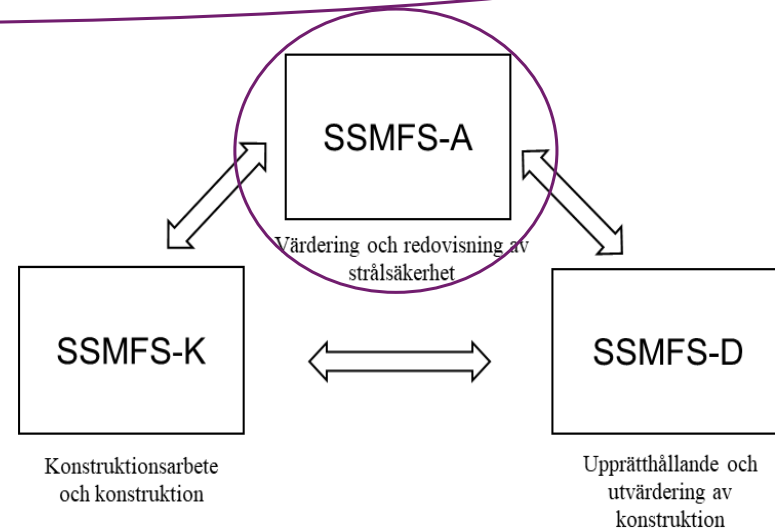 SSMFS-A
Värdering och redovisning av
strålsäkerhet
SSMFS-K
Konstruktionsarbete
och konstruktion
SSMFS-D
Upprätthållande och
utvärdering av
konstruktion